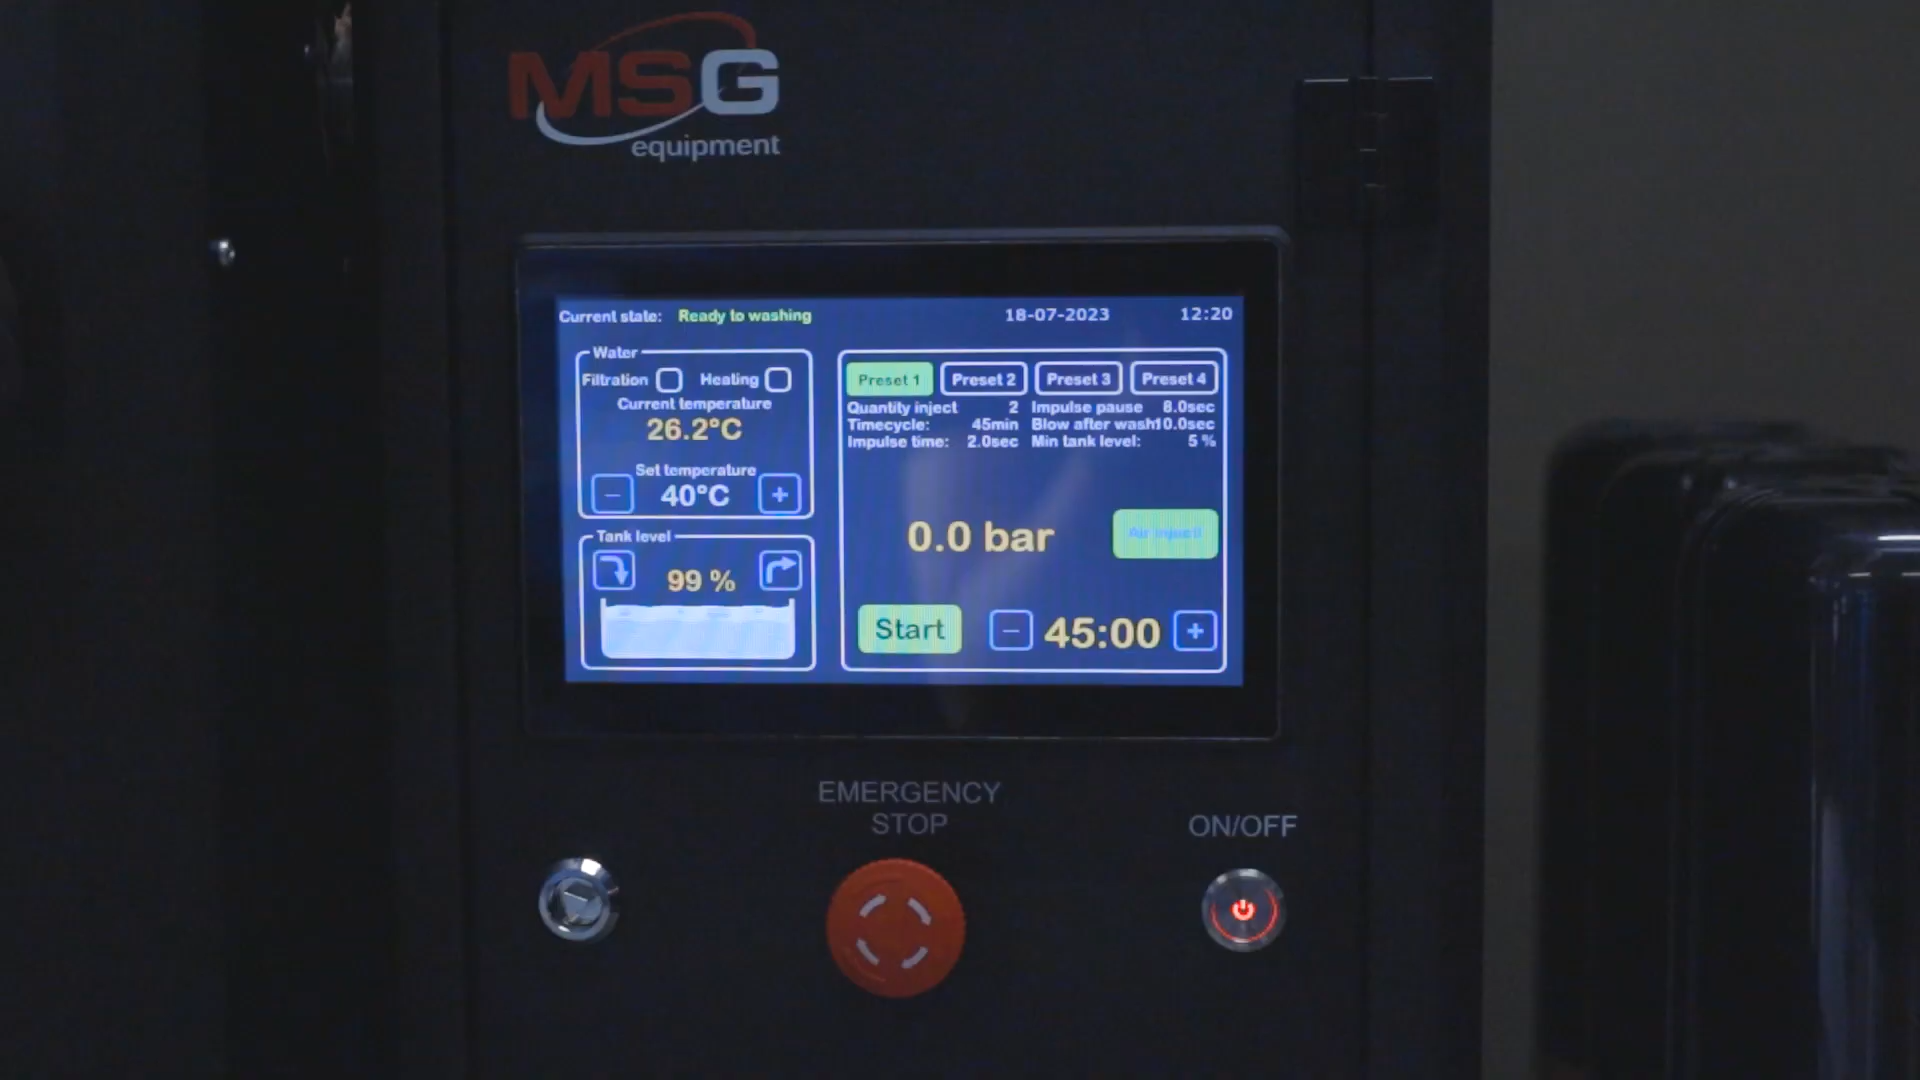 MSG
equipment
Current state: Ready to washing 18-07-2023 12:20
Water
Filtration Heating
Current temperature
26.2°C
Set temperature
− 40°C +
Tank level
99 %
Preset 1 Preset 2 Preset 3 Preset 4
Quantity inject 2 Impulse pause 8.0sec
Timecycle: 45min Blow after wash10.0sec
Impulse time: 2.0sec Min tank level: 5 %
0.0 bar Air inject!
Start − 45:00 +
EMERGENCY
STOP
ON/OFF